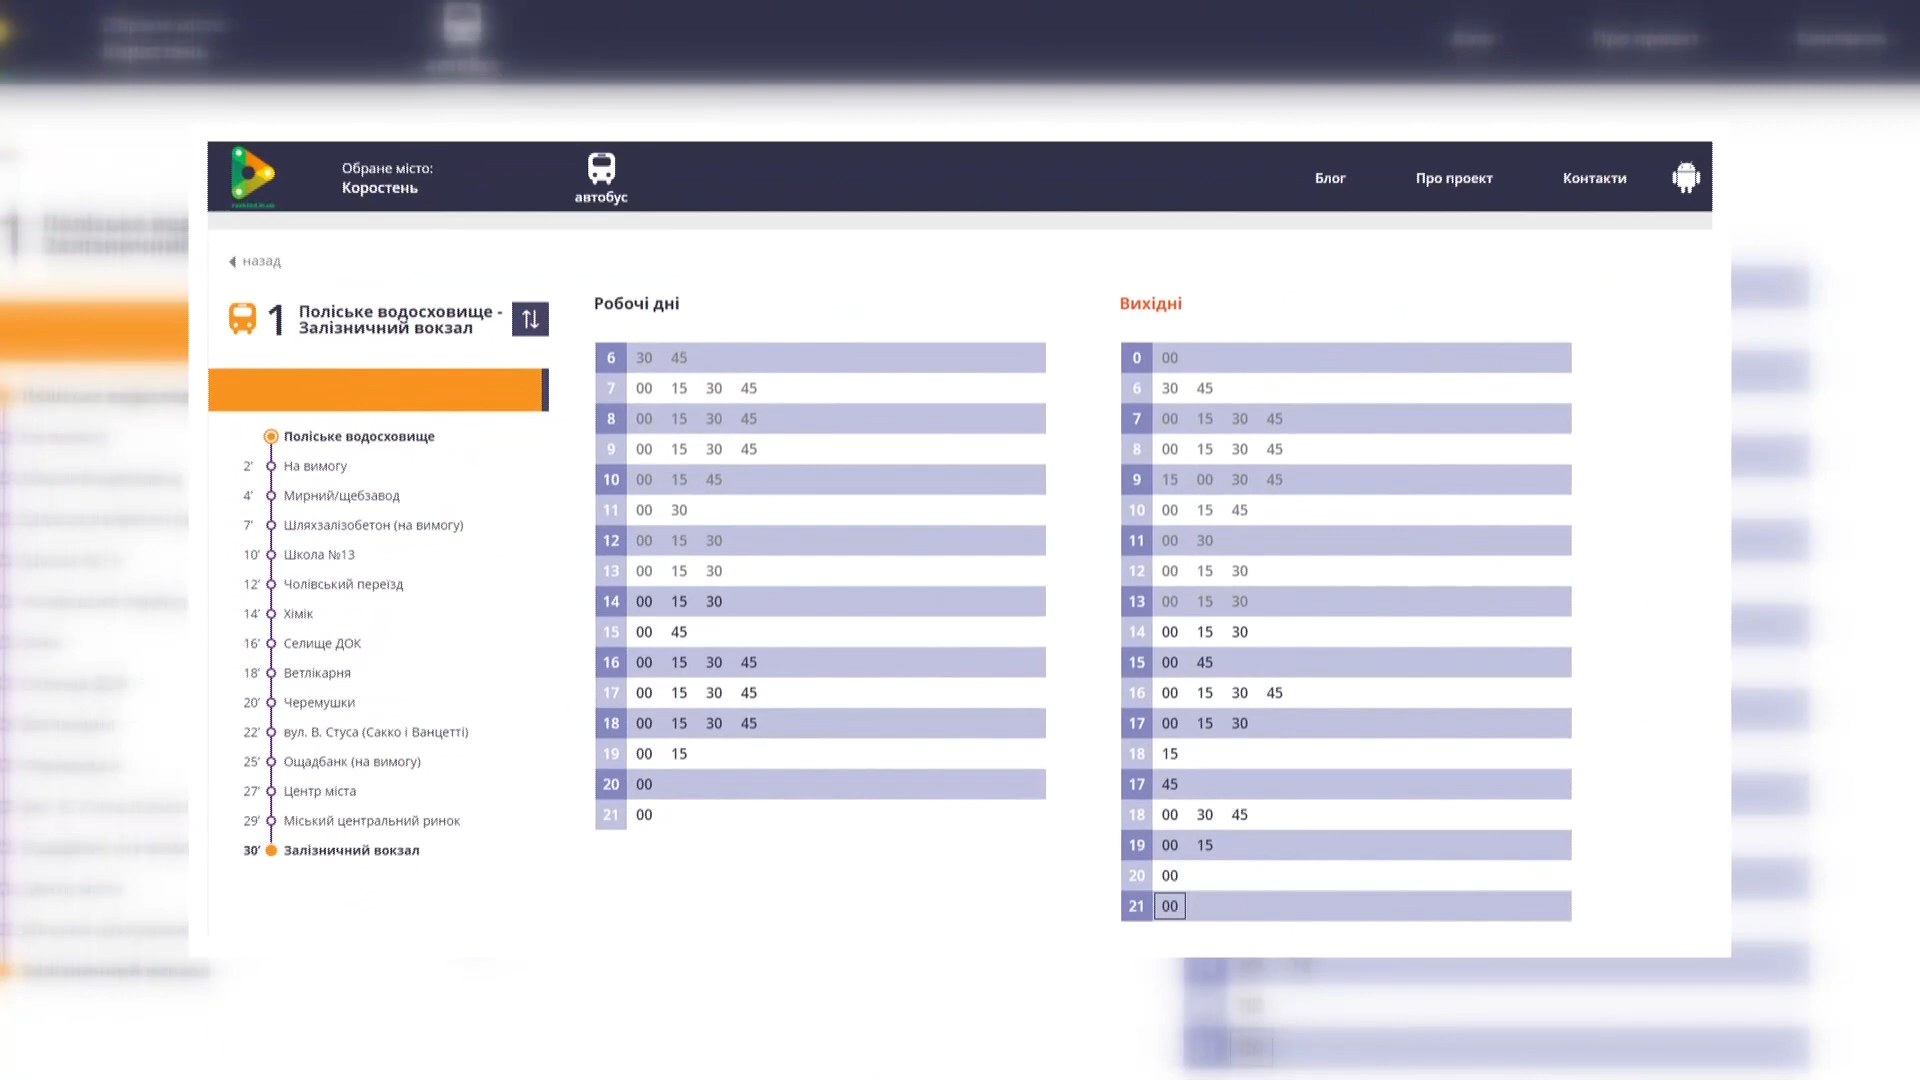 Обране місто:
Коростень
автобус
Блог
Про проект
Контакти
назад
1 Поліське водосховище -
Залізничний вокзал
Поліське водосховище
2' На вимогу
4' Мирний/щебзавод
7' Шляхзалізобетон (на вимогу)
10' Школа №13
12' Чолівський переїзд
14' Хімік
16' Селище ДОК
18' Ветлікарня
20' Черемушки
22' вул. В. Стуса (Сакко і Ванцетті)
25' Ощадбанк (на вимогу)
27' Центр міста
29' Міський центральний ринок
30' Залізничний вокзал
Робочі дні
6 30 45
7 00 15 30 45
8 00 15 30 45
9 00 15 30 45
10 00 15 45
11 00 30
12 00 15 30
13 00 15 30
14 00 15 30
15 00 45
16 00 15 30 45
17 00 15 30 45
18 00 15 30 45
19 00 15
20 00
21 00
Вихідні
0 00
6 30 45
7 00 15 30 45
8 00 15 30 45
9 15 00 30 45
10 00 15 45
11 00 30
12 00 15 30
13 00 15 30
14 00 15 30
15 00 45
16 00 15 30 45
17 00 15 30
18 15
17 45
18 00 30 45
19 00 15
20 00
21 00